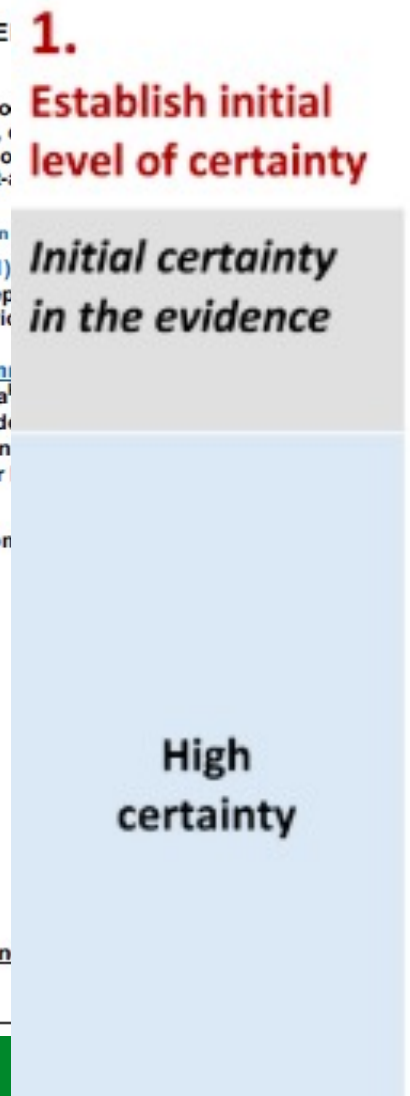 1.
Establish initial
level of certainty
Initial certainty
in the evidence
High
certainty